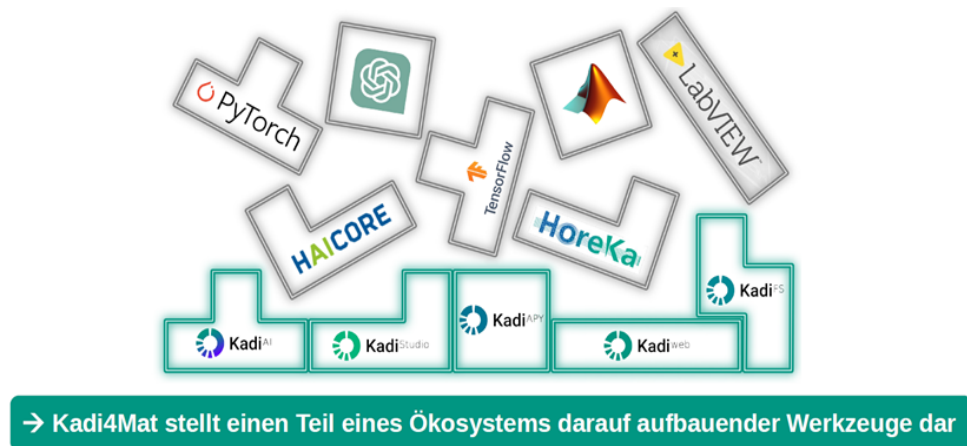 PyTorch
LabVIEW
TensorFlow
HAICORE
HoreKa
KadiFS
KadiAI
KadiStudio
KadiAPY
Kadiweb
→ Kadi4Mat stellt einen Teil eines Ökosystems darauf aufbauender Werkzeuge dar